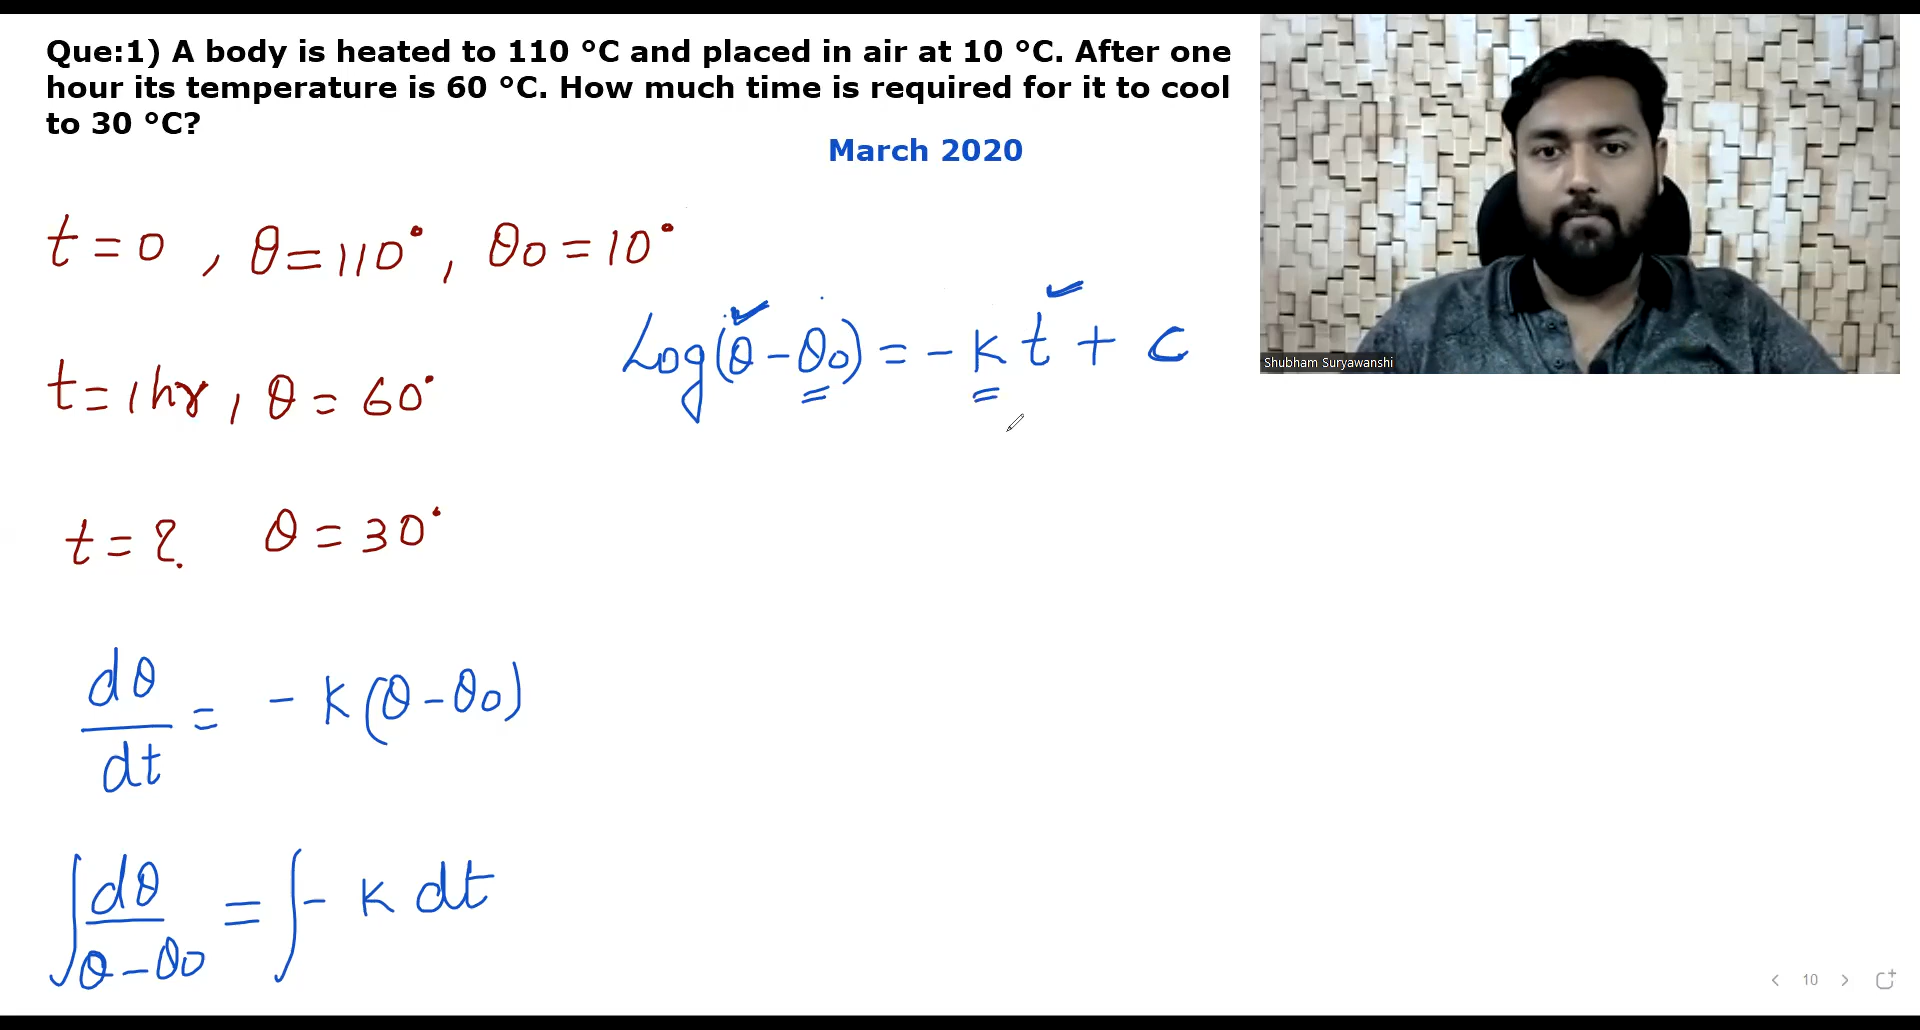 Que:1) A body is heated to 110 °C and placed in air at 10 °C. After one
hour its temperature is 60 °C. How much time is required for it to cool
to 30 °C?
March 2020
t = 0 , θ = 110° , θ0 = 10°
Log(θ - θ0) = - k t + c
t = 1 hr , θ = 60°
t = ? θ = 30°
dθ/dt = - k (θ - θ0)
∫ dθ/θ - θ0 = ∫ - k dt
Shubham Suryawanshi
10